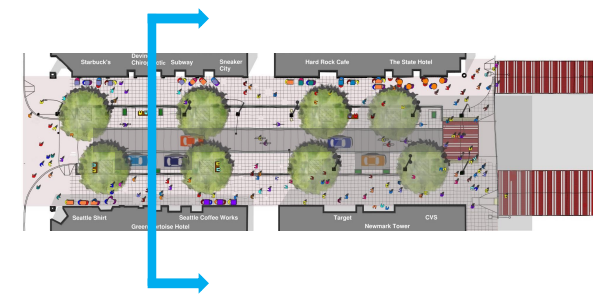 Starbuck's
Chiropractic
Subway
Sneaker
City
Hard Rock Cafe
The State Hotel
Seattle Shirt
Green Tortoise Hotel
Seattle Coffee Works
Target
Newmark Tower
CVS